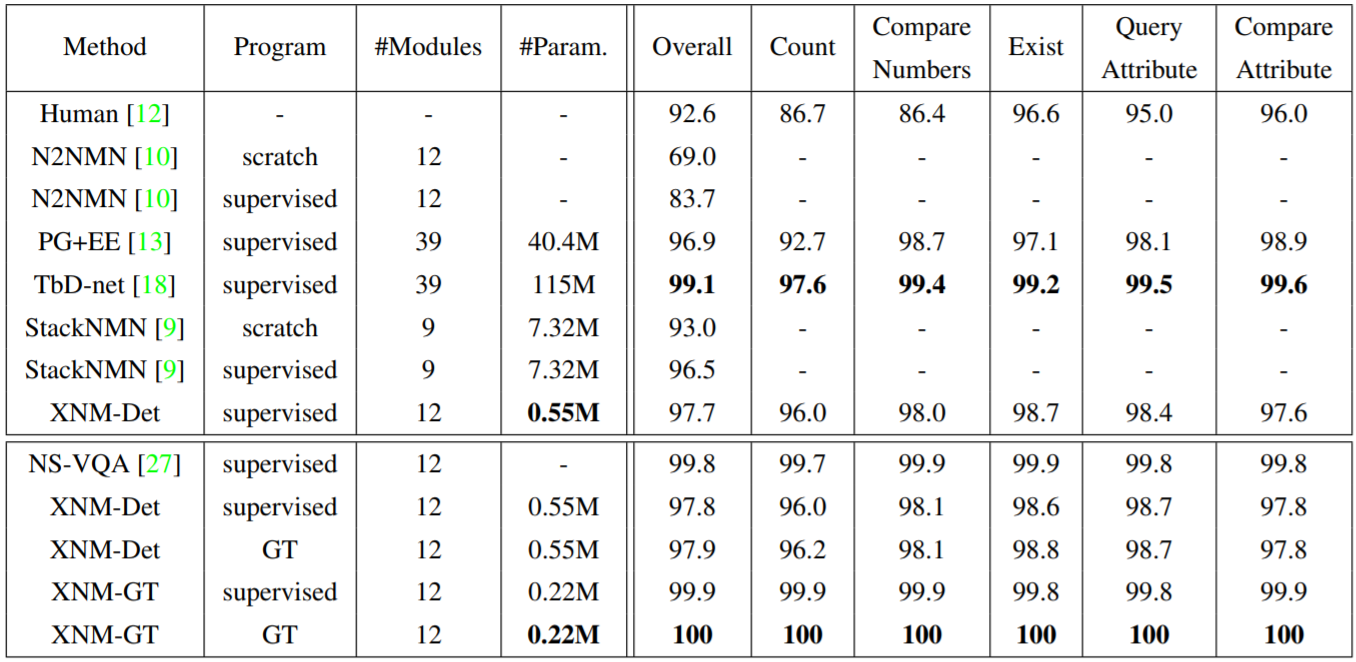 Method Program #Modules #Param. Overall Count Compare Numbers Exist Query Attribute Compare Attribute
Human [12] - - - 92.6 86.7 86.4 96.6 95.0 96.0
N2NMN [10] scratch 12 - 69.0 - - - - -
N2NMN [10] supervised 12 - 83.7 - - - - -
PG+EE [13] supervised 39 40.4M 96.9 92.7 98.7 97.1 98.1 98.9
TbD-net [18] supervised 39 115M 99.1 97.6 99.4 99.2 99.5 99.6
StackNMN [9] scratch 9 7.32M 93.0 - - - - -
StackNMN [9] supervised 9 7.32M 96.5 - - - - -
XNM-Det supervised 12 0.55M 97.7 96.0 98.0 98.7 98.4 97.6
NS-VQA [27] supervised 12 - 99.8 99.7 99.9 99.9 99.8 99.8
XNM-Det supervised 12 0.55M 97.8 96.0 98.1 98.6 98.7 97.8
XNM-Det GT 12 0.55M 97.9 96.2 98.1 98.8 98.7 97.8
XNM-GT supervised 12 0.22M 99.9 99.9 99.9 99.8 99.8 99.9
XNM-GT GT 12 0.22M 100 100 100 100 100 100